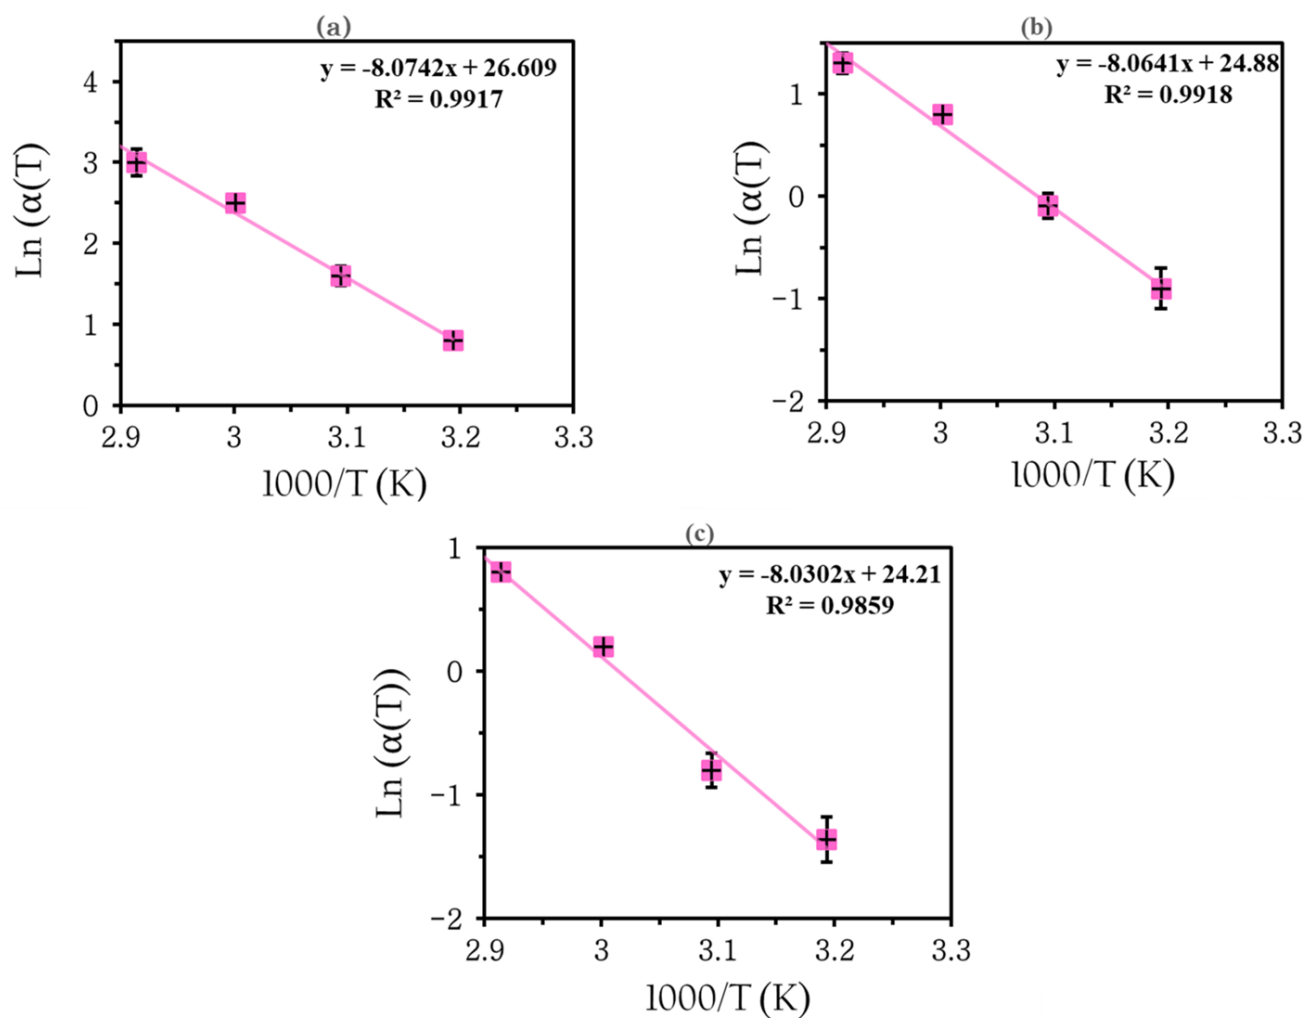 (a)
y = -8.0742x + 26.609
R² = 0.9917
Ln (α(T)
4
3
2
1
0
2.9 3 3.1 3.2 3.3
1000/T (K)
(b)
y = -8.0641x + 24.88
R² = 0.9918
Ln (α(T)
1
0
−1
−2
2.9 3 3.1 3.2 3.3
1000/T (K)
(c)
y = -8.0302x + 24.21
R² = 0.9859
Ln (α(T))
1
0
−1
−2
2.9 3 3.1 3.2 3.3
1000/T (K)